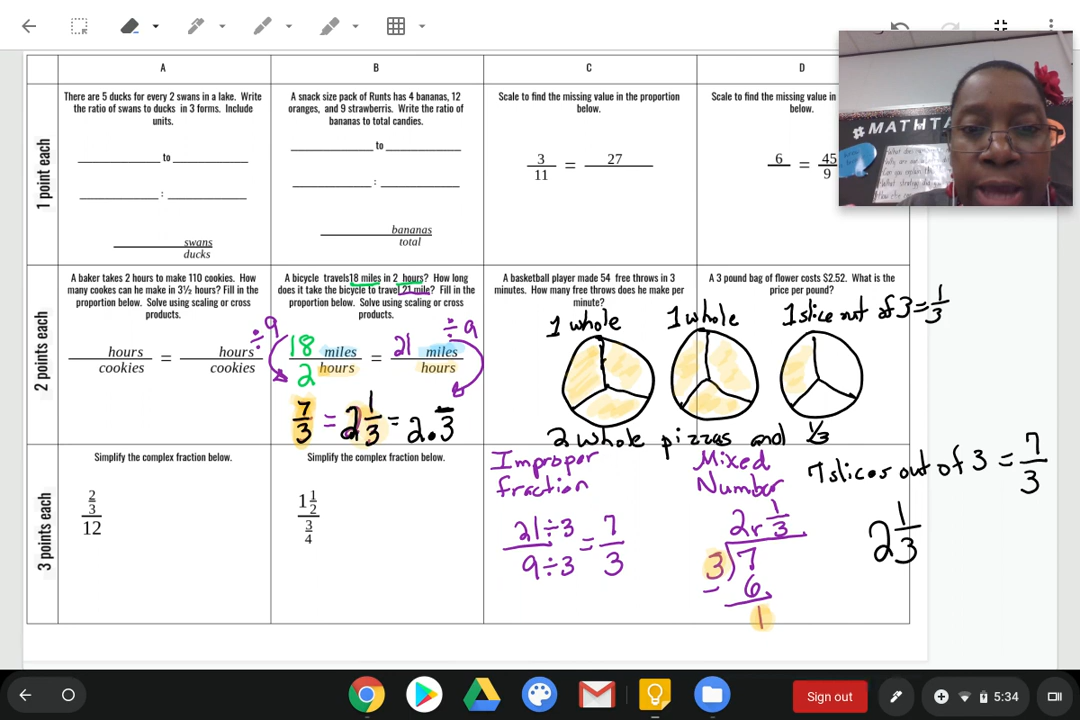 A
B
C
D
1 point each
There are 5 ducks for every 2 swans in a lake. Write
the ratio of swans to ducks in 3 forms. Include
units.
to
:
swans
ducks
A snack size pack of Runts has 4 bananas, 12
oranges, and 9 strawberris. Write the ratio of
bananas to total candies.
to
:
bananas
total
Scale to find the missing value in the proportion
below.
3/11 = 27
Scale to find the missing value in
below.
6 = 45/9
#MATHTA
2 points each
A baker takes 2 hours to make 110 cookies. How
many cookies can he make in 3½ hours? Fill in the
proportion below. Solve using scaling or cross
products.
hours/cookies = hours/cookies
A bicycle travels18 miles in 2 hours? How long
does it take the bicycle to travel 21 mile? Fill in the
proportion below. Solve using scaling or cross
products.
÷9 ÷9
18 miles/2 hours = 21 miles/hours
7/3 = 2 1/3 = 2.3̅
A basketball player made 54 free throws in 3
minutes. How many free throws does he make per
minute?
A 3 pound bag of flower costs $2.52. What is the
price per pound?
1 whole
1 whole
1 slice out of 3 = 1/3
2 whole pizzas and 1/3
3 points each
Simplify the complex fraction below.
2/3
12
Simplify the complex fraction below.
1 1/2
3/4
Improper
fraction
21÷3/9÷3 = 7/3
Mixed
Number
2r 1/3
3)7
- 6
1
7 slices out of 3 = 7/3
2 1/3
Sign out
5:34